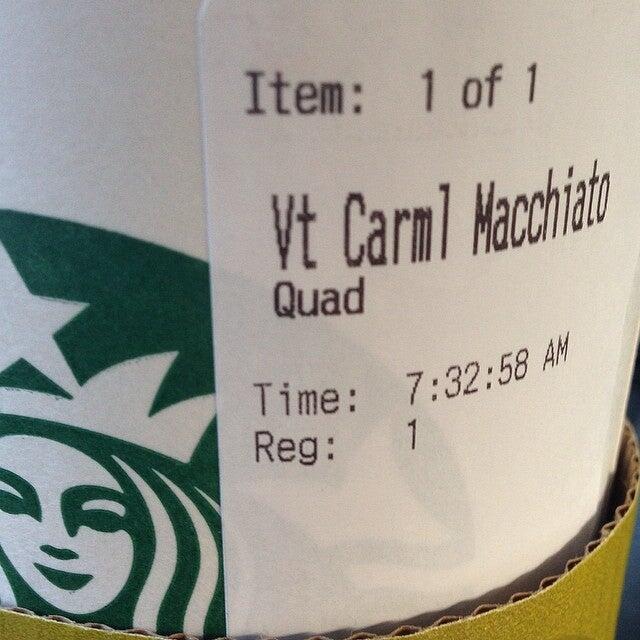 Item: 1 of 1
Vt Carml Macchiato
Quad
Time: 7:32:58 AM
Reg: 1